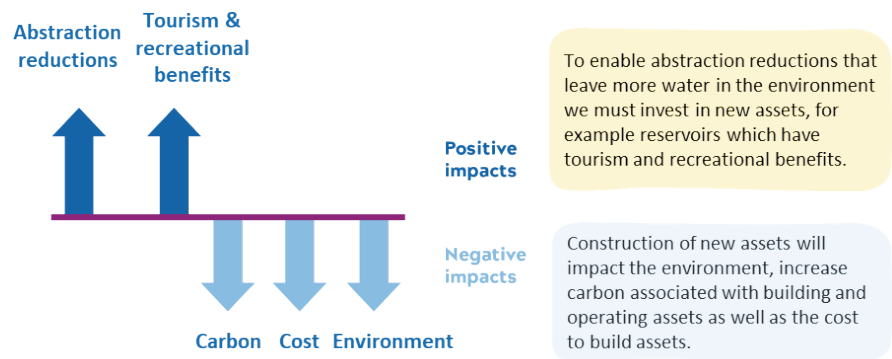 Abstraction
reductions
Tourism &
recreational
benefits
Positive
impacts
To enable abstraction reductions that
leave more water in the environment
we must invest in new assets, for
example reservoirs which have
tourism and recreational benefits.
Negative
impacts
Construction of new assets will
impact the environment, increase
carbon associated with building and
operating assets as well as the cost
to build assets.
Carbon
Cost
Environment